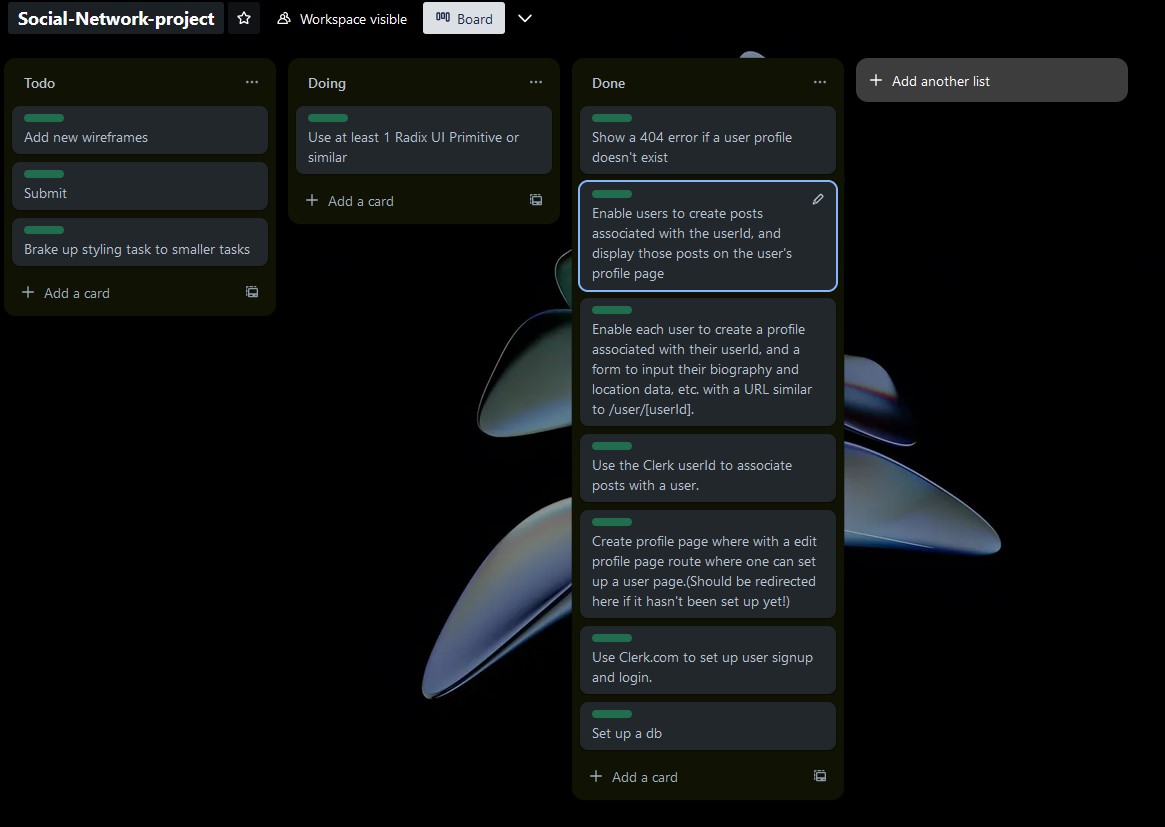 Social-Network-project
Workspace visible
Board
Todo
Add new wireframes
Submit
Brake up styling task to smaller tasks
Add a card
Doing
Use at least 1 Radix UI Primitive or
similar
Add a card
Done
Show a 404 error if a user profile
doesn't exist
Enable users to create posts
associated with the userId, and
display those posts on the user's
profile page
Enable each user to create a profile
associated with their userId, and a
form to input their biography and
location data, etc. with a URL similar
to /user/[userId].
Use the Clerk userId to associate
posts with a user.
Create profile page where with a edit
profile page route where one can set
up a user page.(Should be redirected
here if it hasn't been set up yet!)
Use Clerk.com to set up user signup
and login.
Set up a db
Add a card
Add another list